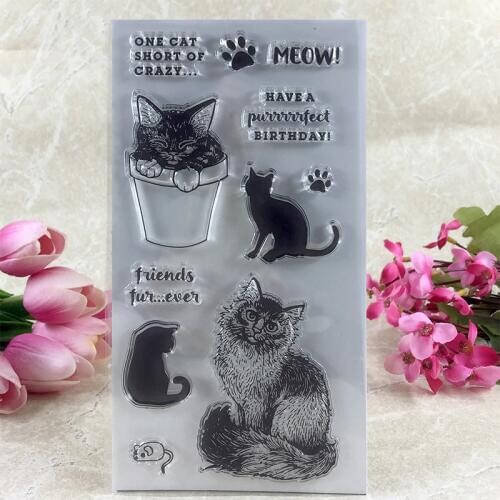 ONE CAT
SHORT OF
CRAZY...
MEOW!
HAVE A
purrrrrfect
BIRTHDAY!
friends
fur...ever